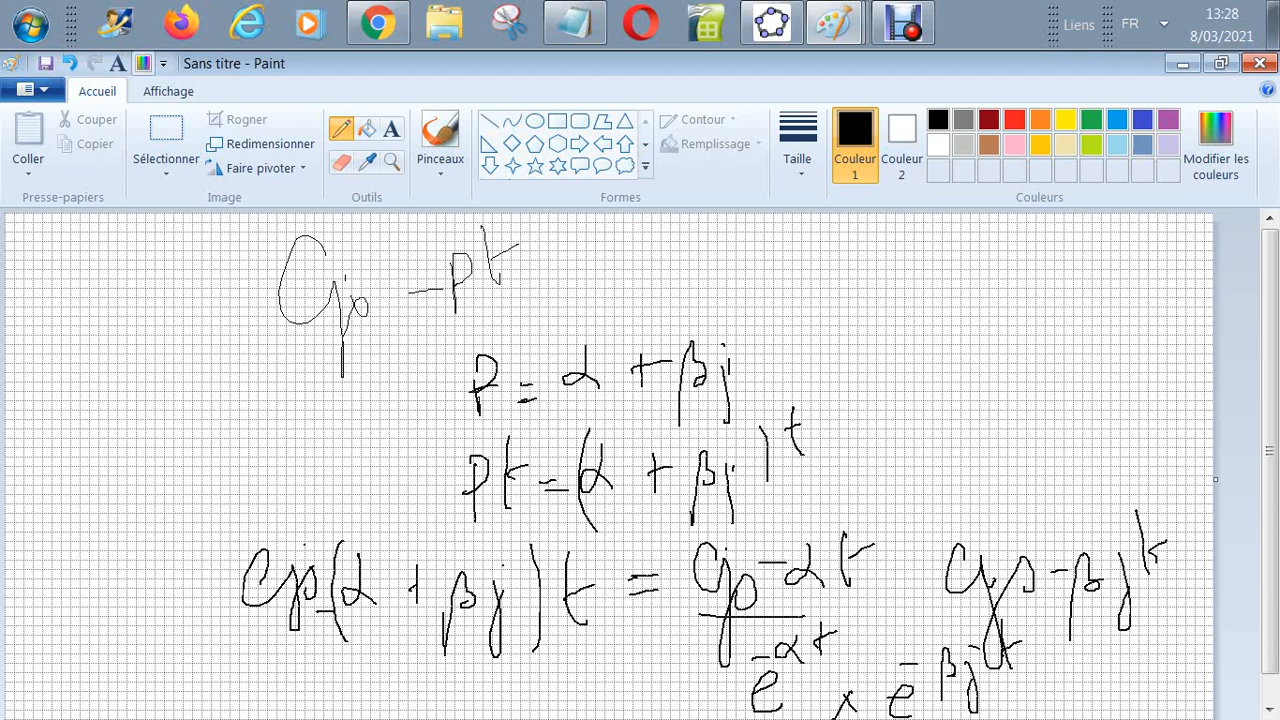 Liens FR 13:28
8/03/2021
Sans titre - Paint
Accueil Affichage
Coller Couper Copier Sélectionner Rogner Redimensionner Faire pivoter Pinceaux Contour Remplissage Taille Couleur 1 Couleur 2 Modifier les couleurs
Presse-papiers Image Outils Formes Couleurs
-pt
p = α + βj
pt = (α + βj)t
(α + βj)t = -αt -βjt
e-αt x e-βjt